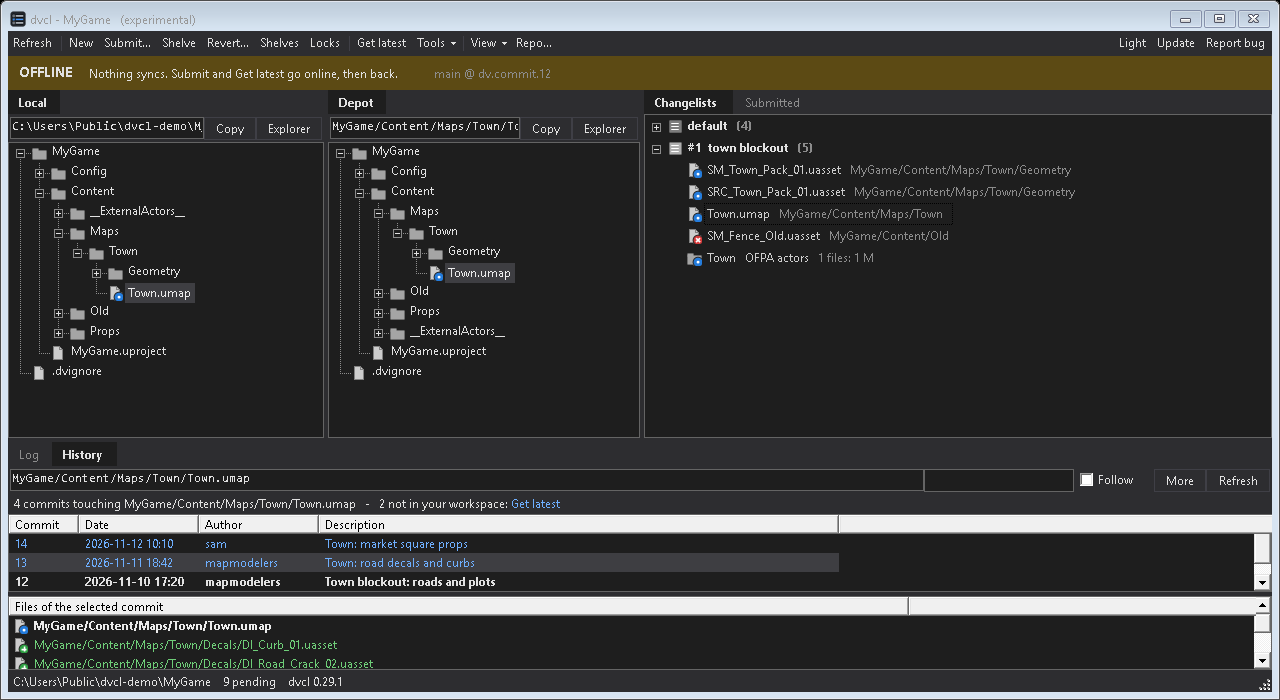 dvcl - MyGame (experimental)
Refresh New Submit... Shelve Revert... Shelves Locks Get latest Tools View Repo... Light Update Report bug
OFFLINE Nothing syncs. Submit and Get latest go online, then back. main @ dv.commit.12
Local Depot Changelists Submitted
C:\Users\Public\dvcl-demo\M Copy Explorer MyGame/Content/Maps/Town/To Copy Explorer
MyGame
Config
Content
__ExternalActors__
Maps
Town
Geometry
Town.umap
Old
Props
MyGame.uproject
.dvignore
MyGame
Config
Content
Maps
Town
Geometry
Town.umap
Old
Props
__ExternalActors__
MyGame.uproject
.dvignore
default (4)
#1 town blockout (5)
SM_Town_Pack_01.uasset MyGame/Content/Maps/Town/Geometry
SRC_Town_Pack_01.uasset MyGame/Content/Maps/Town/Geometry
Town.umap MyGame/Content/Maps/Town
SM_Fence_Old.uasset MyGame/Content/Old
Town OFPA actors 1 files: 1 M
Log History
MyGame/Content/Maps/Town/Town.umap Follow More Refresh
4 commits touching MyGame/Content/Maps/Town/Town.umap - 2 not in your workspace: Get latest
Commit Date Author Description
14 2026-11-12 10:10 sam Town: market square props
13 2026-11-11 18:42 mapmodelers Town: road decals and curbs
12 2026-11-10 17:20 mapmodelers Town blockout: roads and plots
Files of the selected commit
MyGame/Content/Maps/Town/Town.umap
MyGame/Content/Maps/Town/Decals/DI_Curb_01.uasset
MyGame/Content/Maps/Town/Decals/DI_Road_Crack_02.uasset
C:\Users\Public\dvcl-demo\MyGame 9 pending dvcl 0.29.1